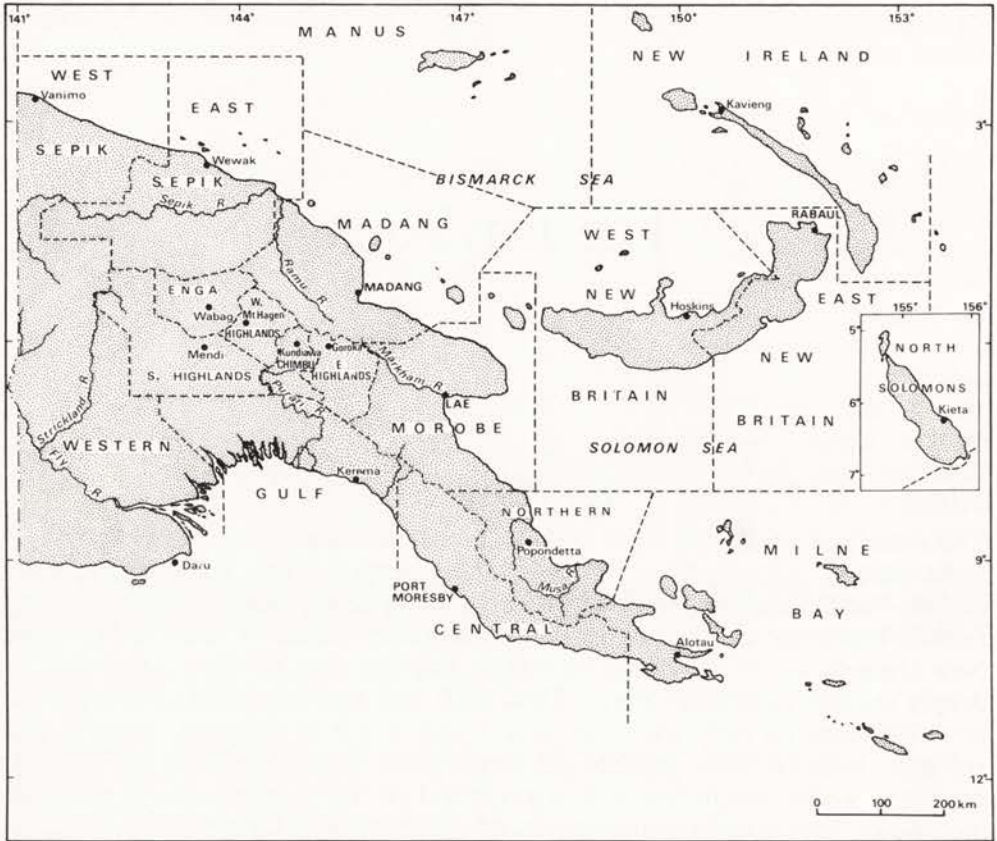 141°
144°
147°
150°
153°
MANUS
NEW IRELAND
WEST
SEPIK
Vanimo
EAST
SEPIK
Wewak
Sepik R
Kavieng
3°
BISMARCK SEA
RABAUL
MADANG
Ramu R
MADANG
WEST
NEW
BRITAIN
Hoskins
EAST
NEW
BRITAIN
ENGA
Wabag
W.
Mt Hagen
HIGHLANDS
Mendi
S. HIGHLANDS
Kundiawa
CHIMBU
Goroka
E
HIGHLANDS
Markham R.
LAE
Purari R
MOROBE
Strickland R
WESTERN
Fly R
SOLOMON SEA
155°
156°
5°
NORTH
SOLOMONS
6°
Kieta
7°
Kerema
GULF
NORTHERN
Popondetta
Musa R
Daru
9°
MILNE
BAY
PORT
MORESBY
CENTRAL
Alotau
12°
0 100 200 km